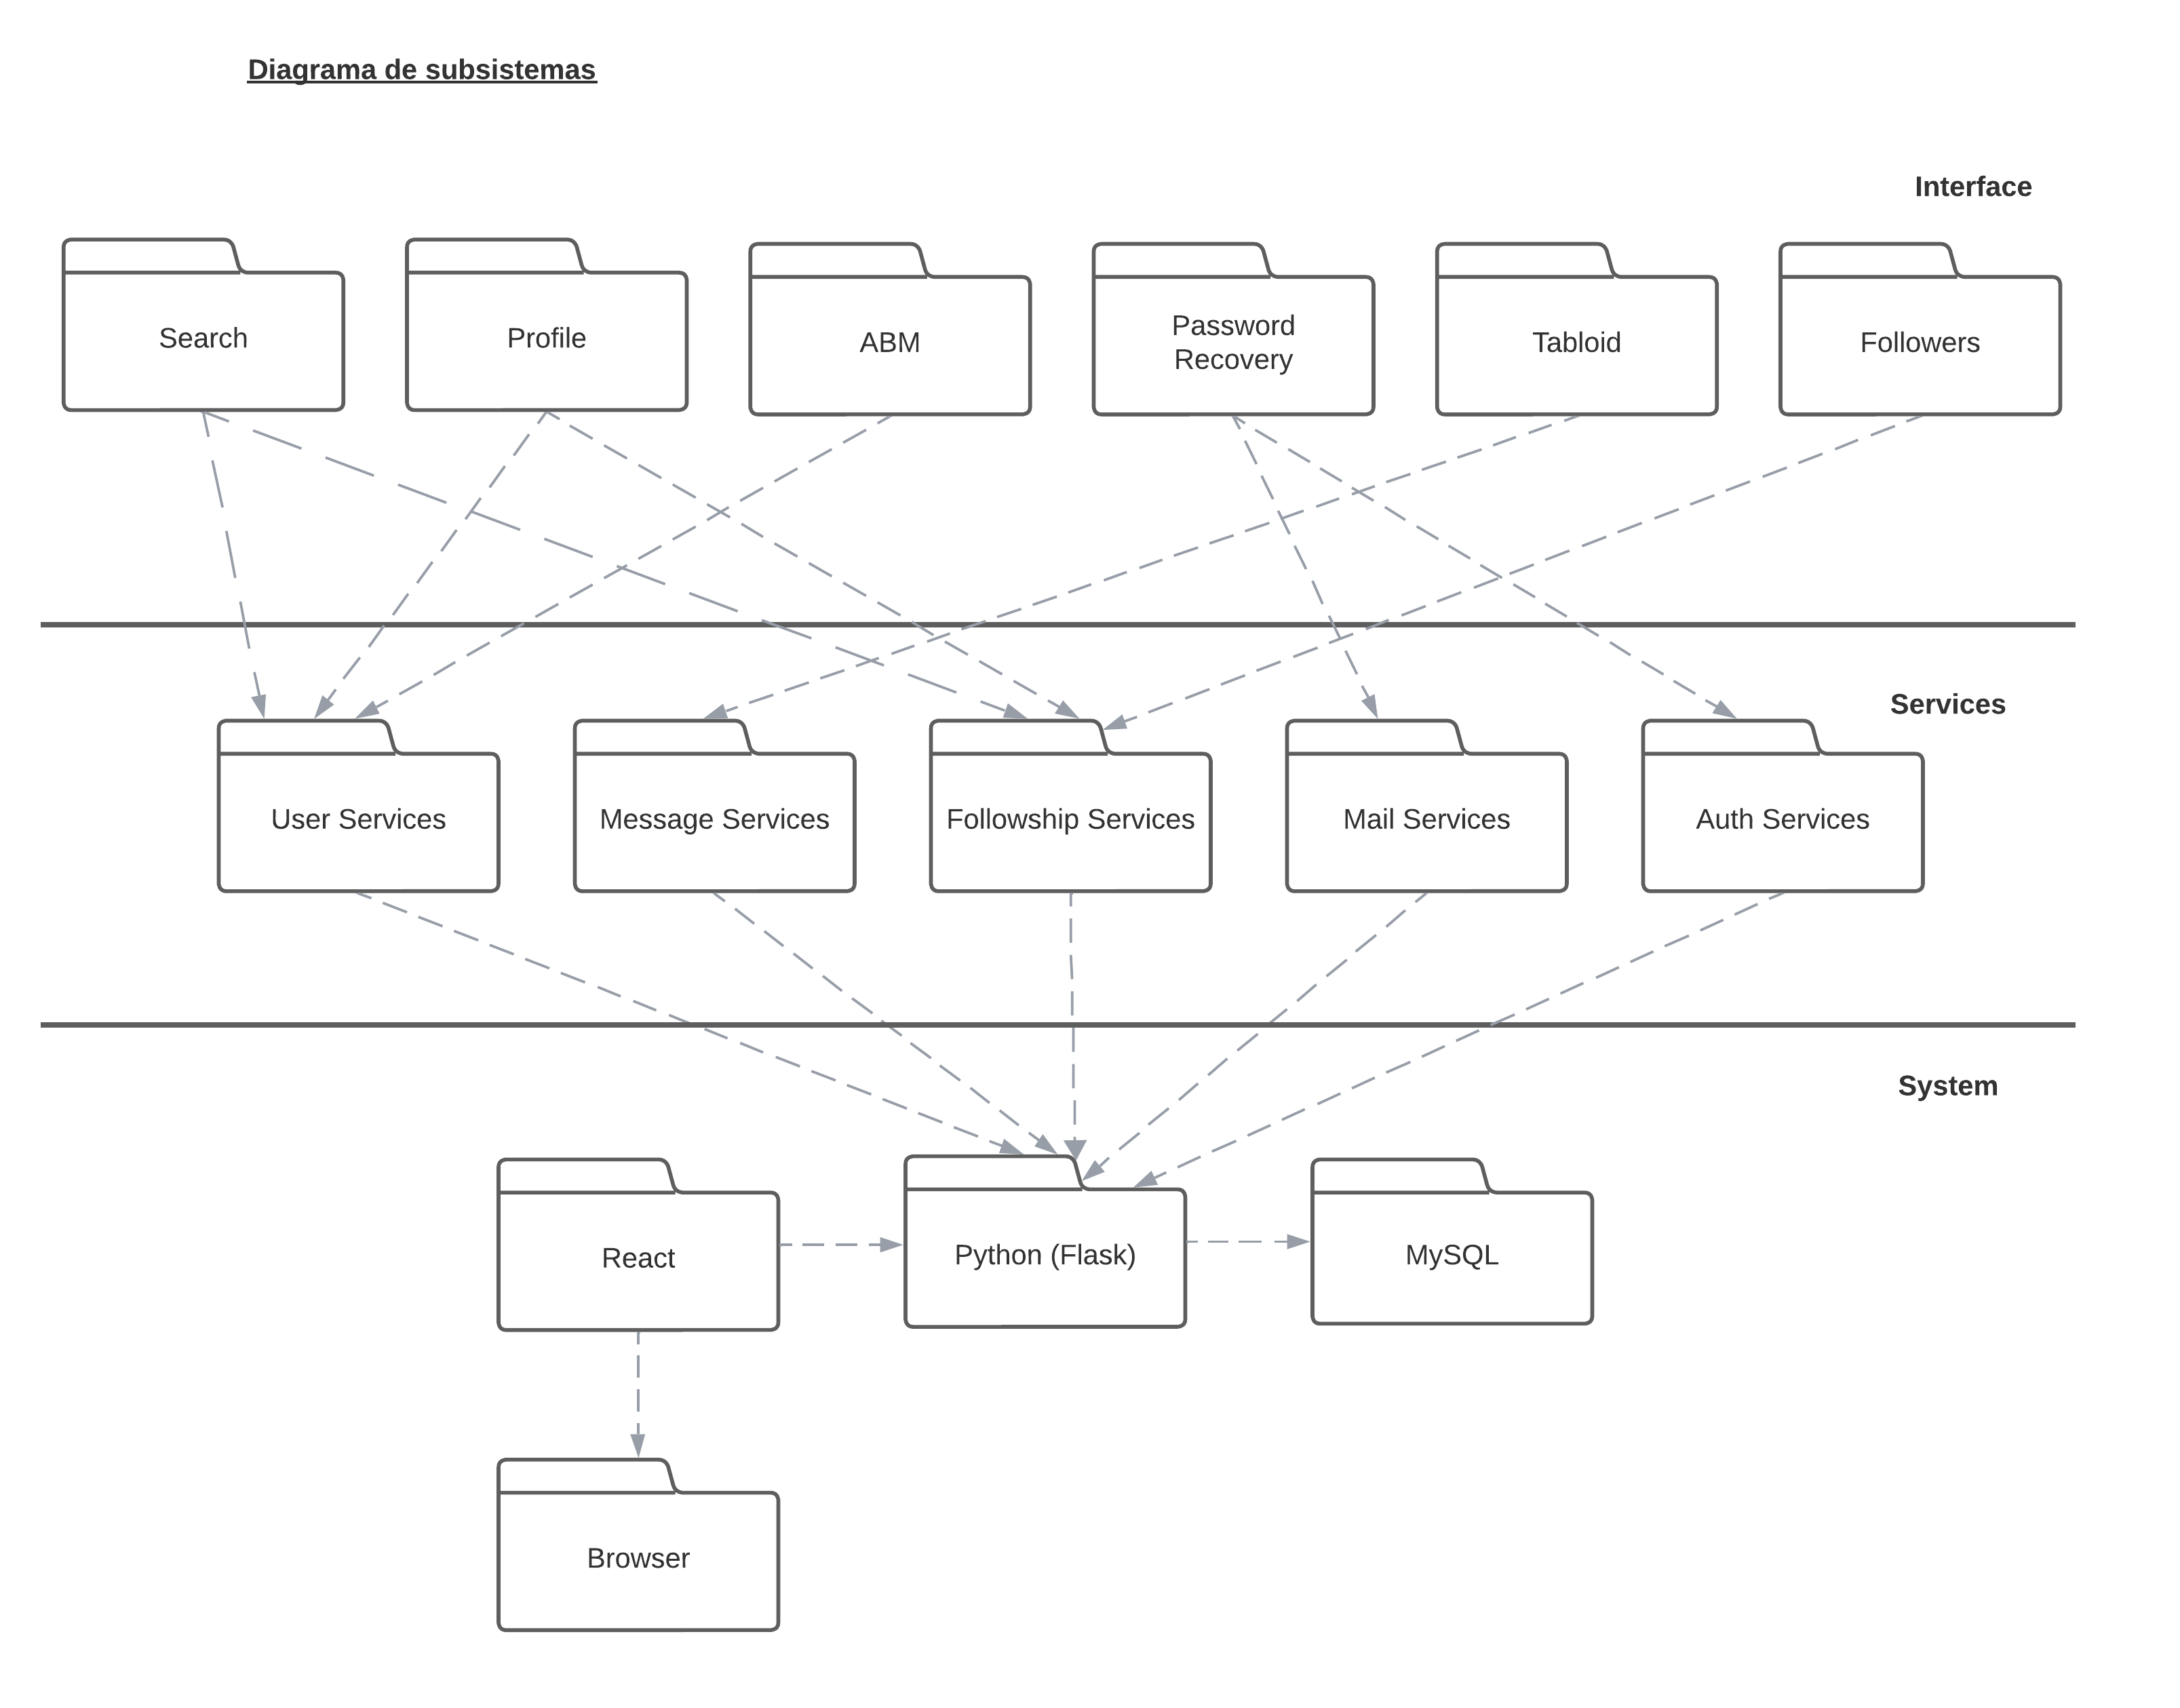 Diagrama de subsistemas
Interface
Search
Profile
ABM
Password
Recovery
Tabloid
Followers
Services
User Services
Message Services
Followship Services
Mail Services
Auth Services
System
React
Python (Flask)
MySQL
Browser